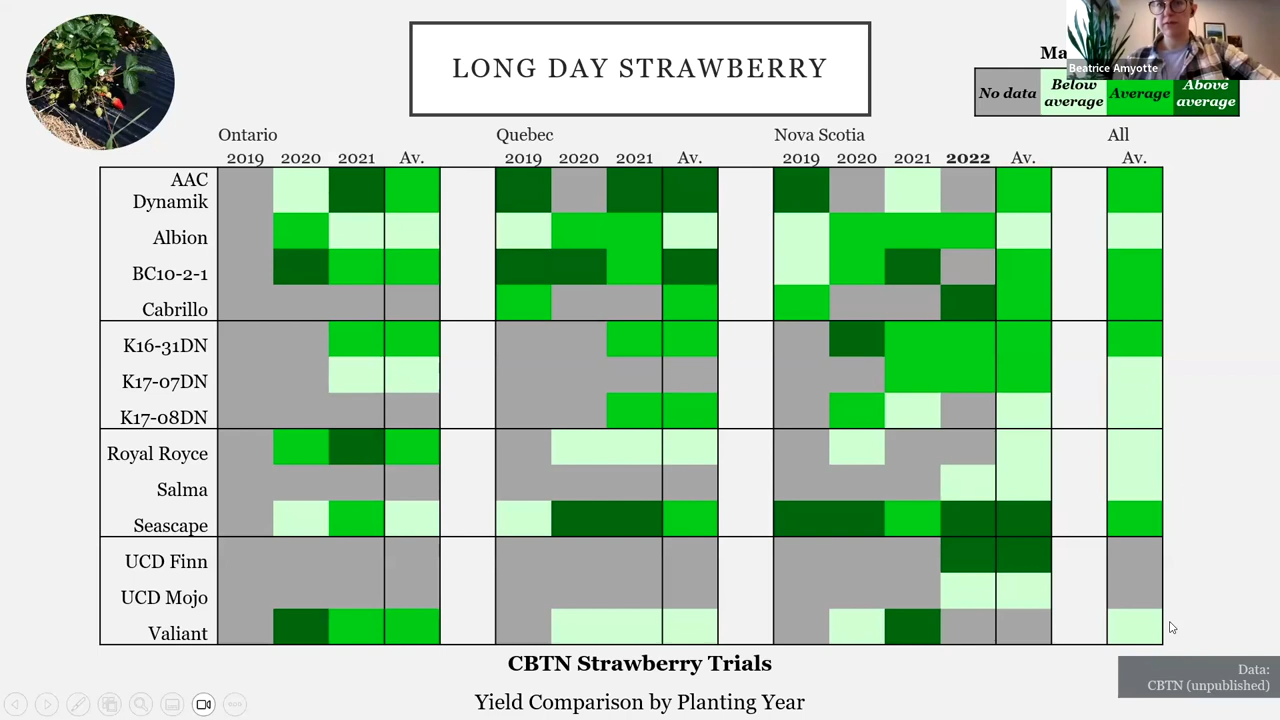 LONG DAY STRAWBERRY
Beatrice Amyotte
No data
Below average
Average
Above average
Ontario Quebec Nova Scotia All
2019 2020 2021 Av. 2019 2020 2021 Av. 2019 2020 2021 2022 Av. Av.
AAC
Dynamik
Albion
BC10-2-1
Cabrillo
K16-31DN
K17-07DN
K17-08DN
Royal Royce
Salma
Seascape
UCD Finn
UCD Mojo
Valiant
CBTN Strawberry Trials
Yield Comparison by Planting Year
Data:
CBTN (unpublished)